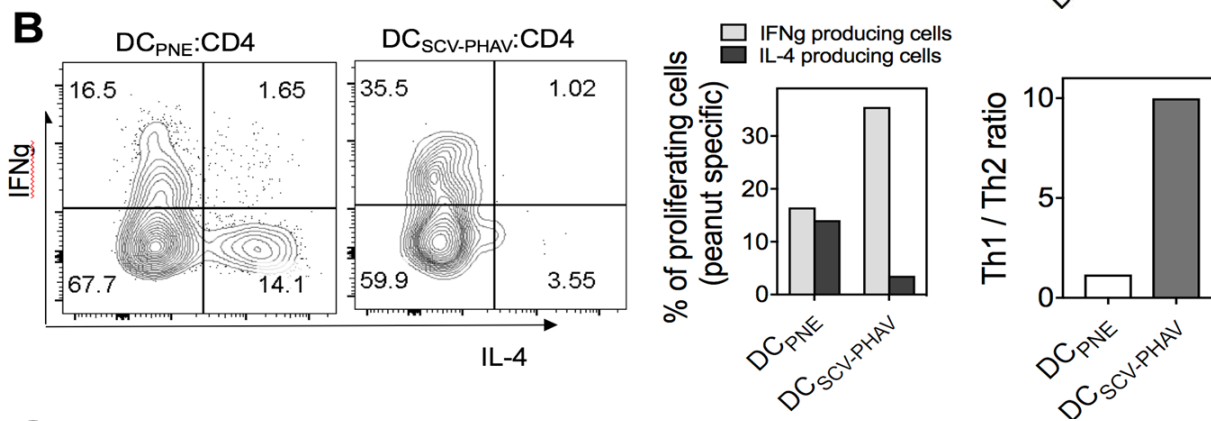 B
DCPNE:CD4
DCSCV-PHAV:CD4
16.5 1.65
67.7 14.1
35.5 1.02
59.9 3.55
IFNg
IL-4
IFNg producing cells
IL-4 producing cells
% of proliferating cells
(peanut specific)
30
20
10
0
DCPNE
DCSCV-PHAV
Th1 / Th2 ratio
10
5
0
DCPNE
DCSCV-PHAV